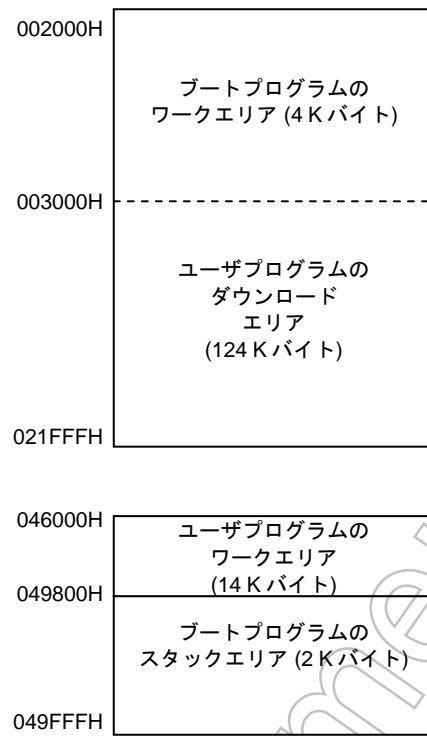 002000H
ブートプログラムの
ワークエリア (4 K バイト)
003000H
ユーザプログラムの
ダウンロード
エリア
(124 K バイト)
021FFFH
046000H
ユーザプログラムの
ワークエリア
(14 K バイト)
049800H
ブートプログラムの
スタックエリア (2 K バイト)
049FFFH